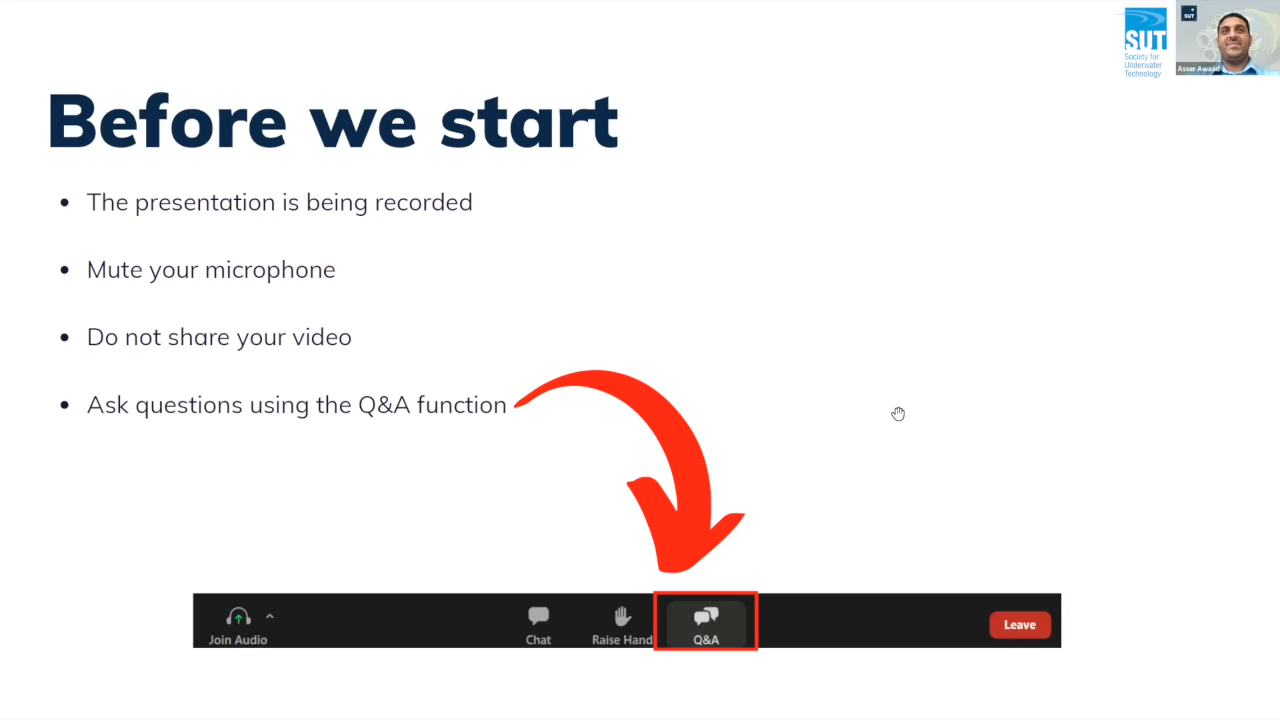 SUT
Society for
Underwater
Technology
SUT
Asser Awaad
Before we start
• The presentation is being recorded
• Mute your microphone
• Do not share your video
• Ask questions using the Q&A function
Join Audio
Chat
Raise Hand
Q&A
Leave